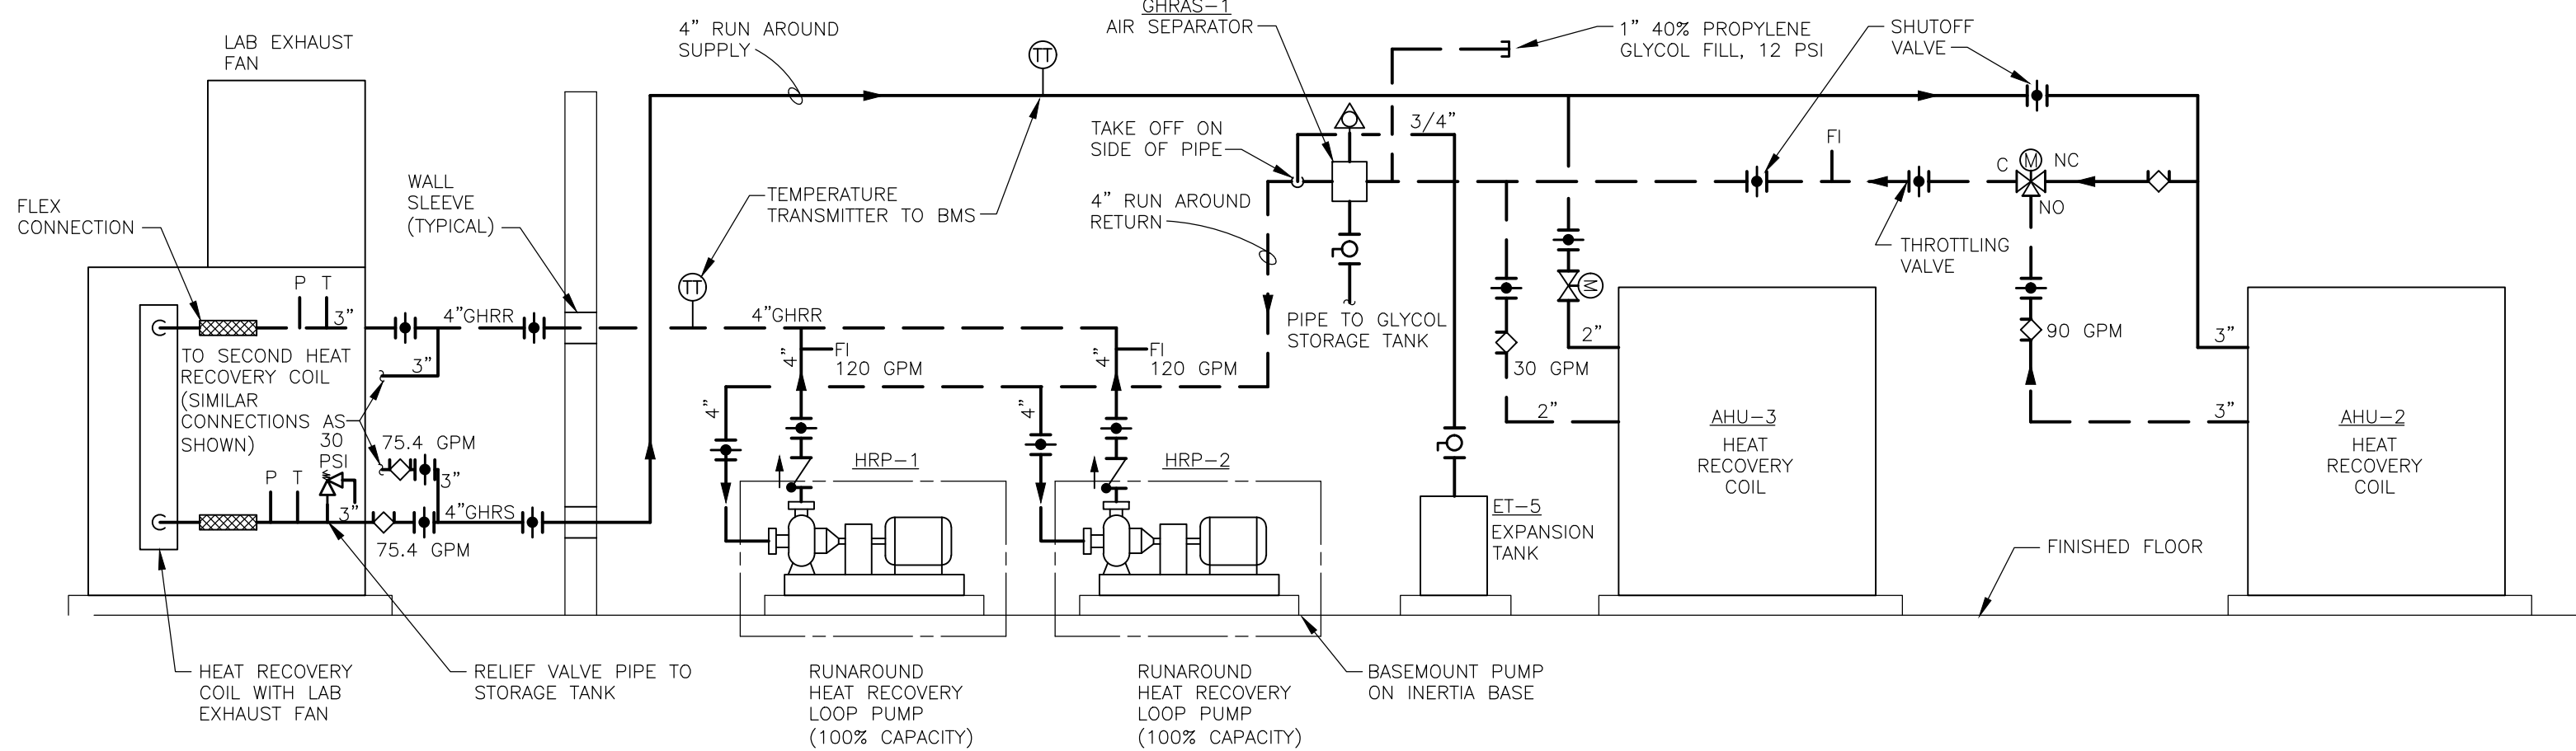 GHRAS-1
AIR SEPARATOR
4" RUN AROUND
SUPPLY
TT
1" 40% PROPYLENE
GLYCOL FILL, 12 PSI
SHUTOFF
VALVE
LAB EXHAUST
FAN
TAKE OFF ON
SIDE OF PIPE
3/4"
FI
C
M
NC
NO
WALL
SLEEVE
(TYPICAL)
FLEX
CONNECTION
TEMPERATURE
TRANSMITTER TO BMS
4" RUN AROUND
RETURN
THROTTLING
VALVE
TT
P
T
3"
4"GHRR
4"GHRR
PIPE TO GLYCOL
STORAGE TANK
M
2"
30 GPM
2"
90 GPM
3"
3"
TO SECOND HEAT
RECOVERY COIL
(SIMILAR
CONNECTIONS AS
SHOWN)
3"
4"
FI
120 GPM
4"
FI
120 GPM
4"
4"
30
PSI
75.4 GPM
3"
P
T
3"
4"GHRS
75.4 GPM
HRP-1
HRP-2
ET-5
EXPANSION
TANK
AHU-3
HEAT
RECOVERY
COIL
AHU-2
HEAT
RECOVERY
COIL
FINISHED FLOOR
HEAT RECOVERY
COIL WITH LAB
EXHAUST FAN
RELIEF VALVE PIPE TO
STORAGE TANK
RUNAROUND
HEAT RECOVERY
LOOP PUMP
(100% CAPACITY)
RUNAROUND
HEAT RECOVERY
LOOP PUMP
(100% CAPACITY)
BASEMOUNT PUMP
ON INERTIA BASE